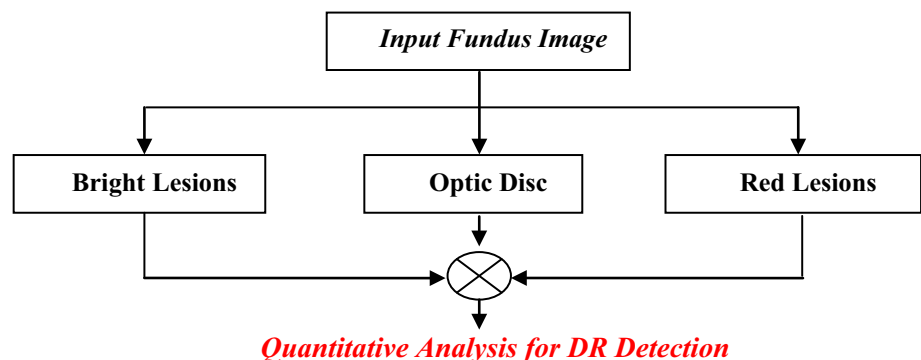 Input Fundus Image
Bright Lesions
Optic Disc
Red Lesions
Quantitative Analysis for DR Detection